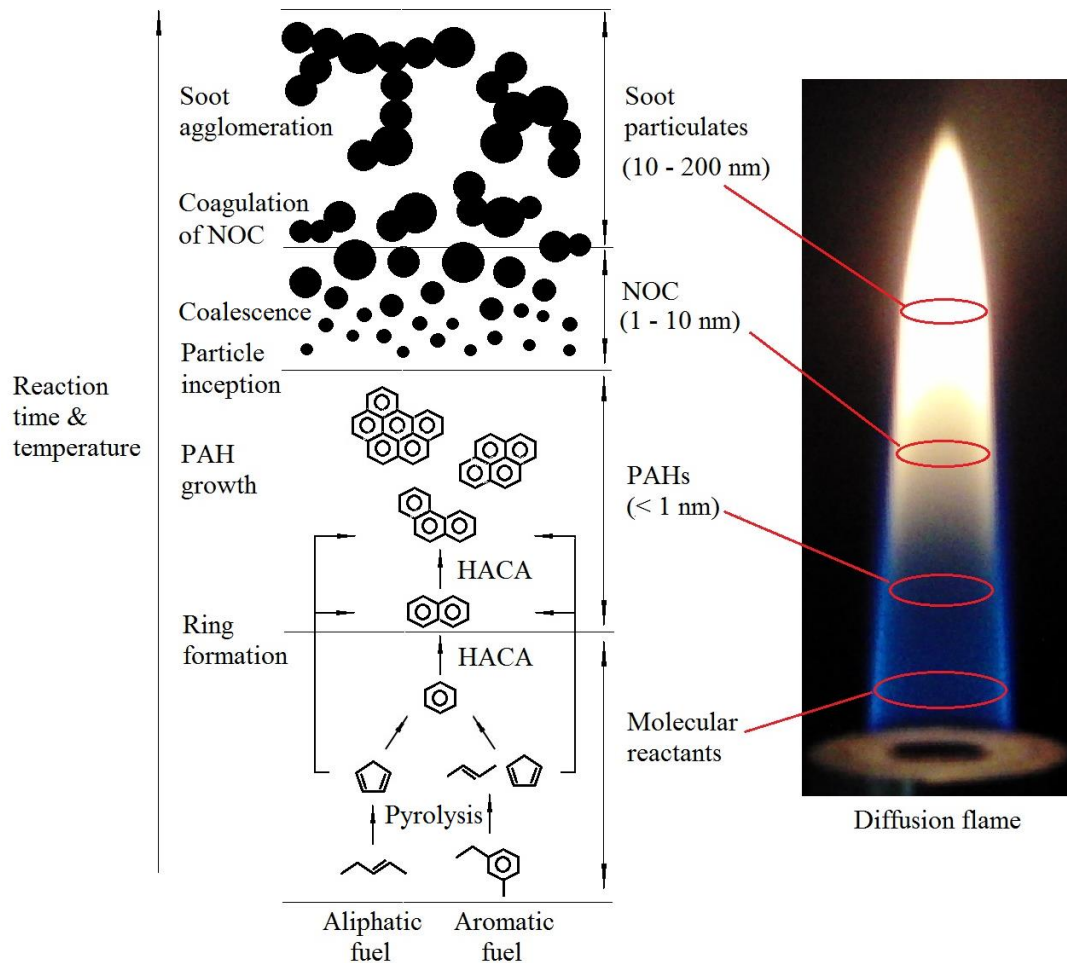 Reaction
time &
temperature
Soot
agglomeration
Coagulation
of NOC
Coalescence
Particle
inception
PAH
growth
Ring
formation
HACA
HACA
Pyrolysis
Aliphatic
fuel
Aromatic
fuel
Soot
particulates
(10 - 200 nm)
NOC
(1 - 10 nm)
PAHs
(< 1 nm)
Molecular
reactants
Diffusion flame